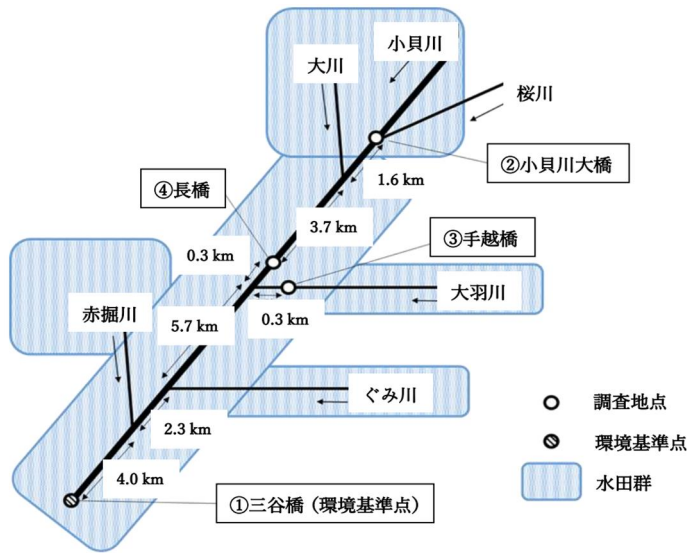 小貝川
大川
桜川
②小貝川大橋
1.6 km
④長橋
3.7 km
③手越橋
0.3 km
大羽川
赤掘川
5.7 km
0.3 km
ぐみ川
調査地点
2.3 km
環境基準点
4.0 km
水田群
①三谷橋（環境基準点）